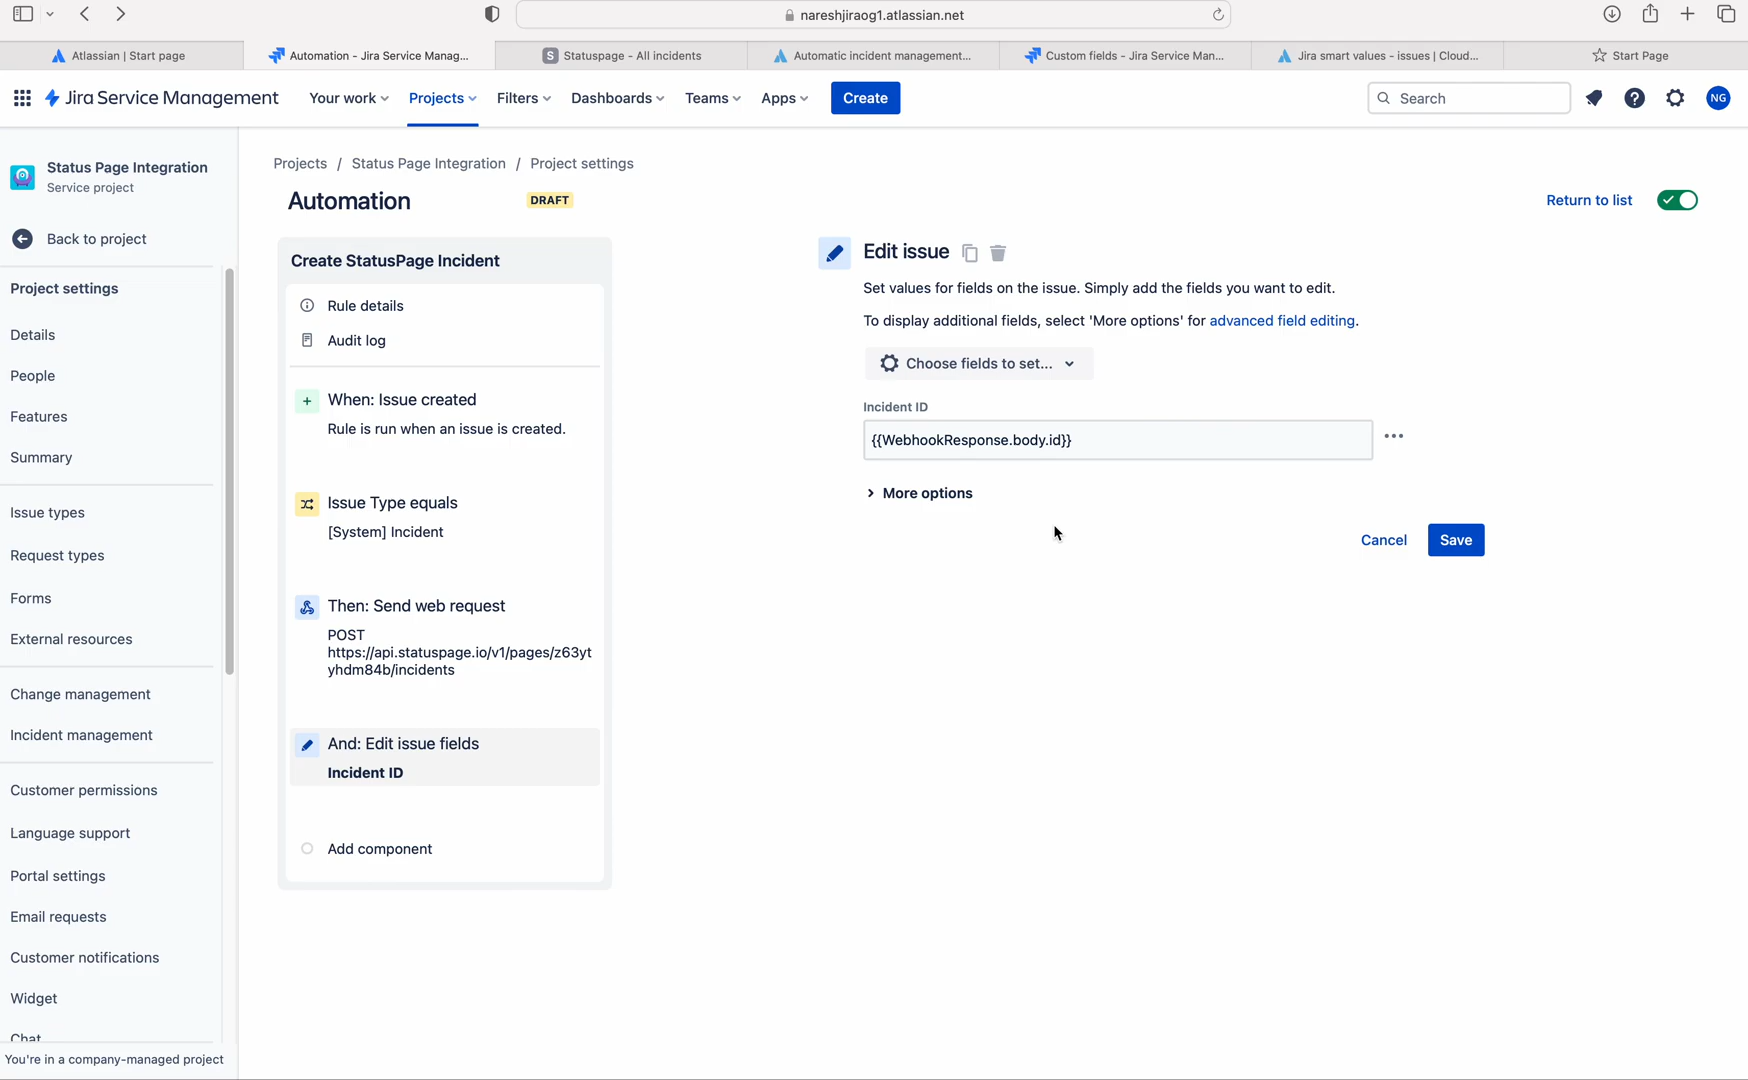 nareshjiraog1.atlassian.net
Atlassian | Start page
Automation - Jira Service Manag...
S Statuspage - All incidents
Automatic incident management...
Custom fields - Jira Service Man...
Jira smart values - issues | Cloud...
Start Page
Jira Service Management
Your work
Projects
Filters
Dashboards
Teams
Apps
Create
Search
NG
Status Page Integration
Service project
Back to project
Project settings
Details
People
Features
Summary
Issue types
Request types
Forms
External resources
Change management
Incident management
Customer permissions
Language support
Portal settings
Email requests
Customer notifications
Widget
Chat
You're in a company-managed project
Projects / Status Page Integration / Project settings
Automation
DRAFT
Return to list
Create StatusPage Incident
Rule details
Audit log
When: Issue created
Rule is run when an issue is created.
Issue Type equals
[System] Incident
Then: Send web request
POST
https://api.statuspage.io/v1/pages/z63yt
yhdm84b/incidents
And: Edit issue fields
Incident ID
Add component
Edit issue
Set values for fields on the issue. Simply add the fields you want to edit.
To display additional fields, select 'More options' for advanced field editing.
Choose fields to set...
Incident ID
{{WebhookResponse.body.id}}
More options
Cancel
Save